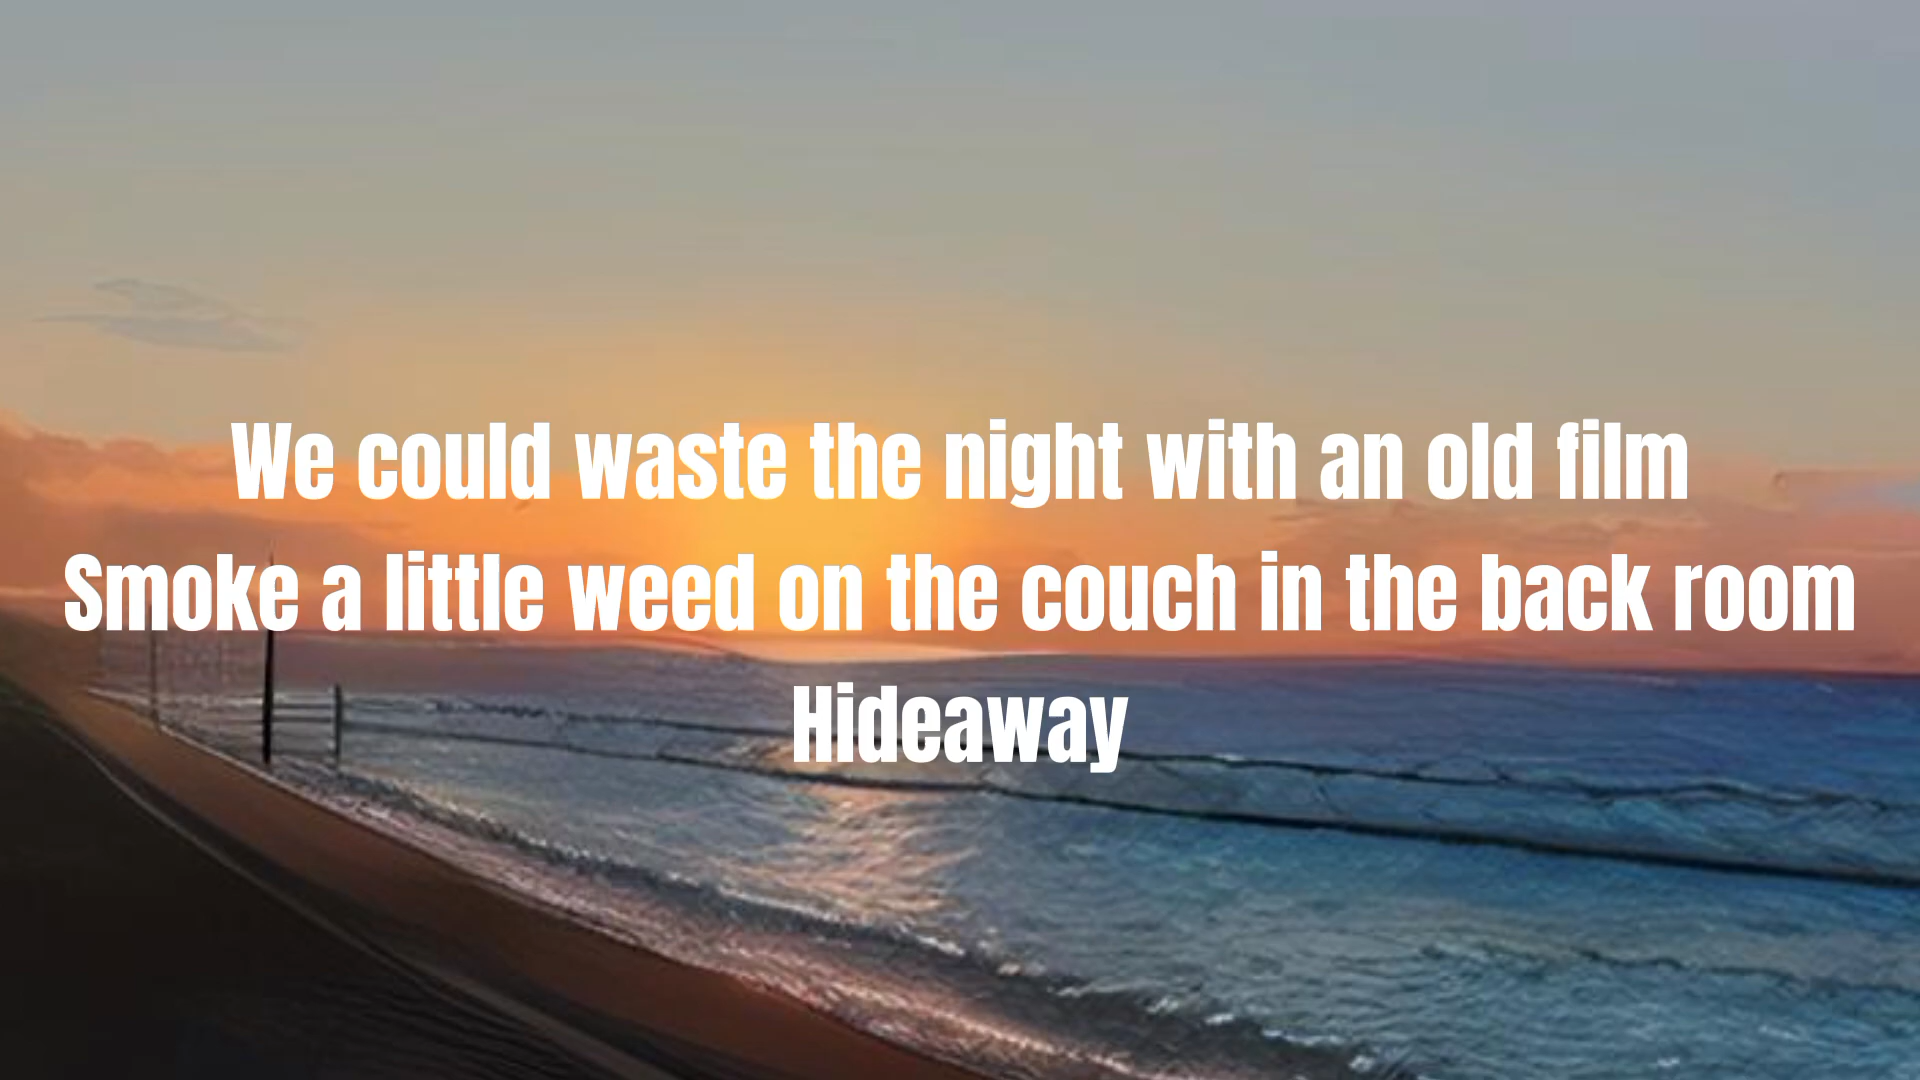 We could waste the night with an old film
Smoke a little weed on the couch in the back room
Hideaway